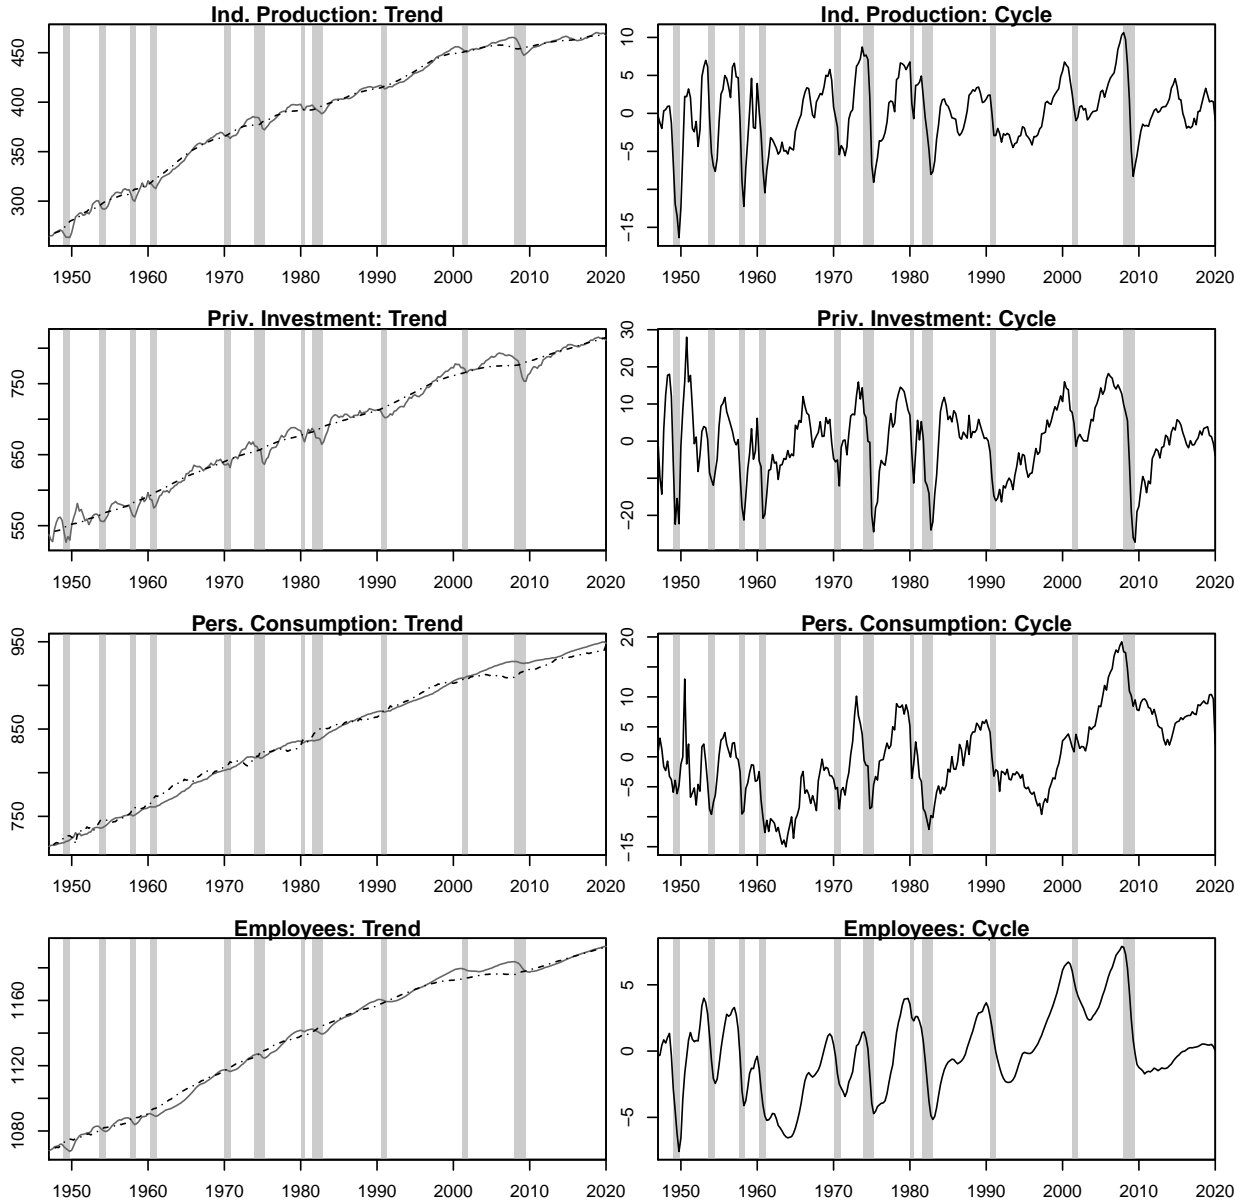 Ind. Production: Trend
300 350 400 450
1950 1960 1970 1980 1990 2000 2010 2020
Ind. Production: Cycle
−15 −5 0 5 10
1950 1960 1970 1980 1990 2000 2010 2020
Priv. Investment: Trend
550 650 750
1950 1960 1970 1980 1990 2000 2010 2020
Priv. Investment: Cycle
−20 0 10 20 30
1950 1960 1970 1980 1990 2000 2010 2020
Pers. Consumption: Trend
750 850 950
1950 1960 1970 1980 1990 2000 2010 2020
Pers. Consumption: Cycle
−15 −5 0 5 10 20
1950 1960 1970 1980 1990 2000 2010 2020
Employees: Trend
1080 1120 1160
1950 1960 1970 1980 1990 2000 2010 2020
Employees: Cycle
−5 0 5
1950 1960 1970 1980 1990 2000 2010 2020